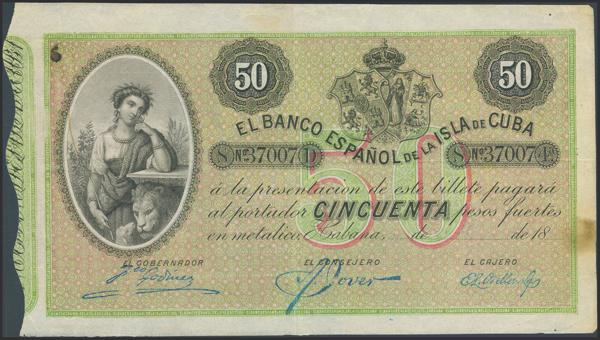 50 50
EL BANCO ESPAÑOL DE LA ISLA DE CUBA
S Nº 37007 S Nº 37007
50
á la presentacion de este billete pagará
al portador CINCUENTA pesos fuertes
en metalico. Habana, de de 18
EL GOBERNADOR EL CONSEJERO EL CAJERO